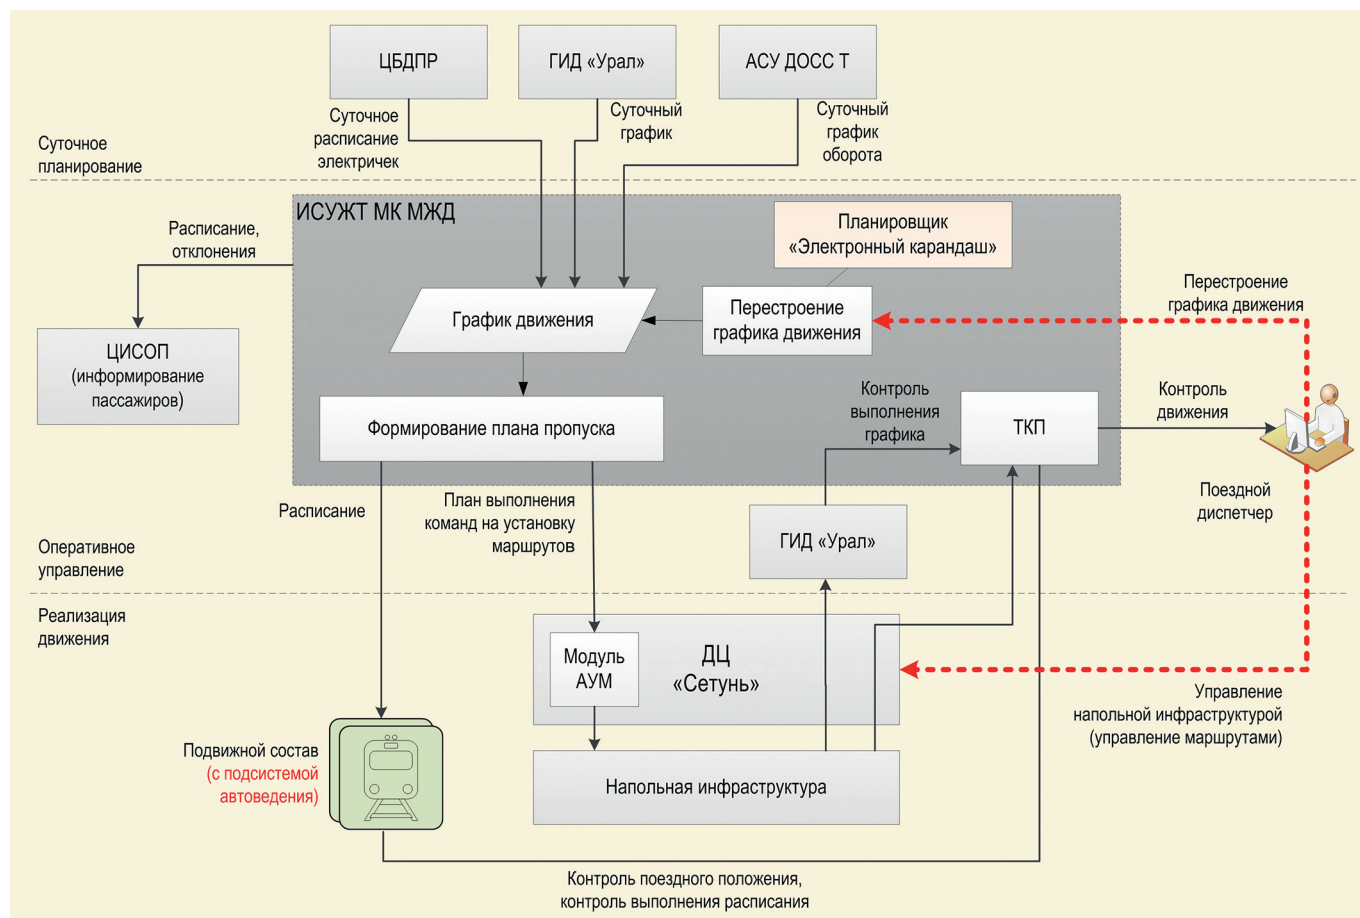 ЦБДПР
ГИД «Урал»
АСУ ДОСС Т
Суточное
расписание
электричек
Суточный
график
Суточный
график
оборота
Суточное
планирование
ИСУЖТ МК МЖД
Расписание,
отклонения
Планировщик
«Электронный карандаш»
Перестроение
графика движения
График движения
Перестроение
графика движения
ЦИСОП
(информирование
пассажиров)
Формирование плана пропуска
Контроль
выполнения
графика
ТКП
Контроль
движения
Поездной
диспетчер
Расписание
План выполнения
команд на установку
маршрутов
ГИД «Урал»
Оперативное
управление
Реализация
движения
Модуль
АУМ
ДЦ
«Сетунь»
Управление
напольной инфраструктурой
(управление маршрутами)
Подвижной состав
(с подсистемой
автоведения)
Напольная инфраструктура
Контроль поездного положения,
контроль выполнения расписания